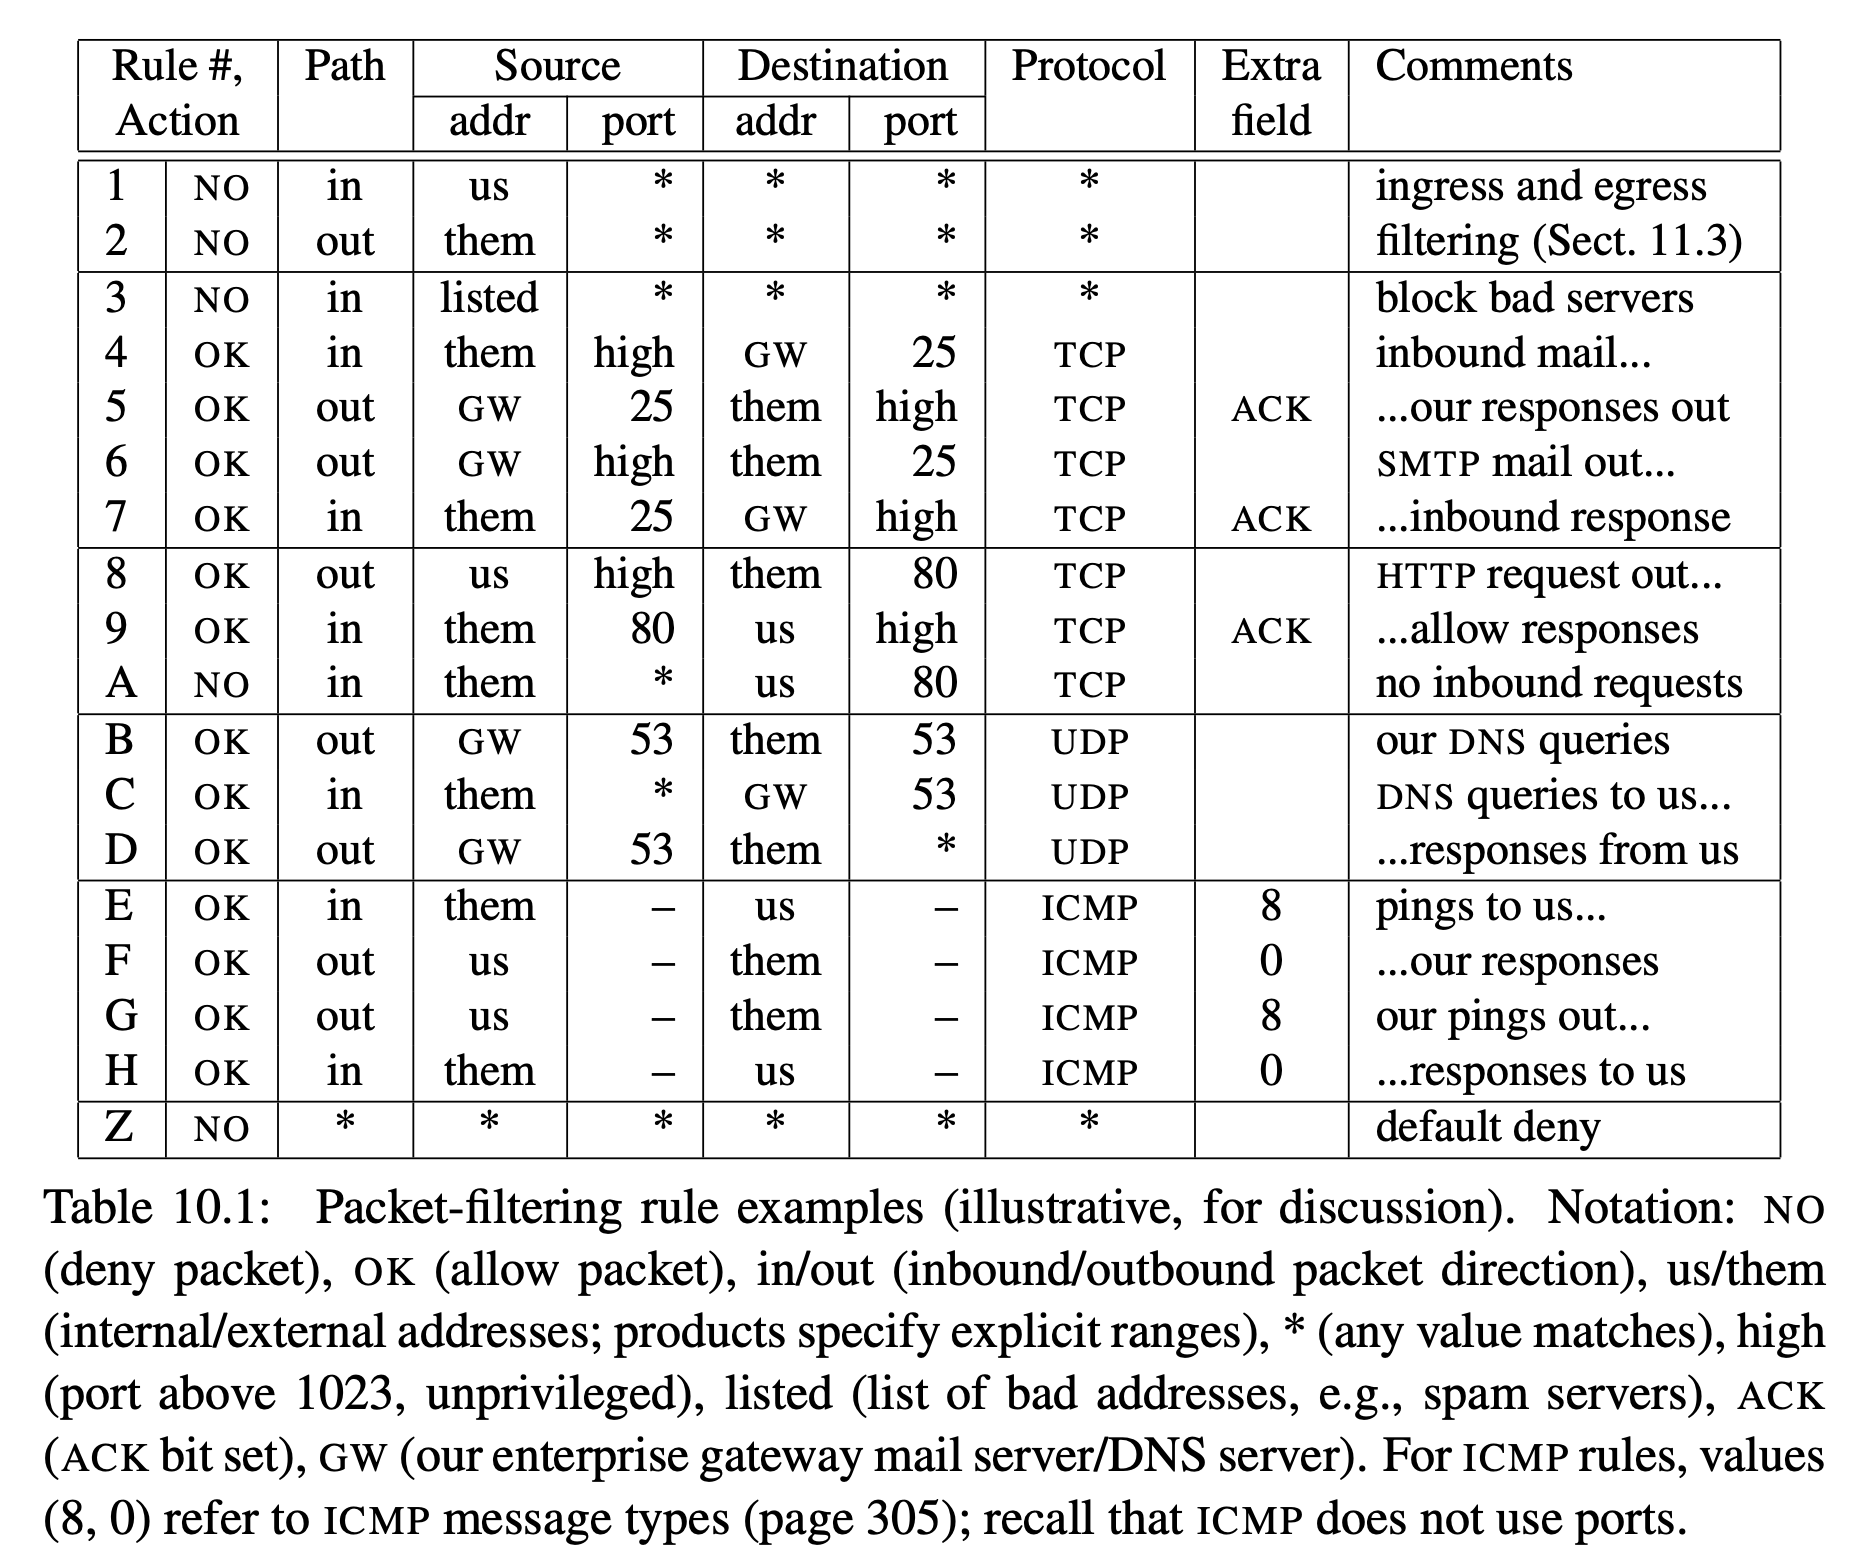 Rule #, Path Source Destination Protocol Extra Comments
Action addr port addr port field
1 NO in us * * * * ingress and egress
2 NO out them * * * * filtering (Sect. 11.3)
3 NO in listed * * * * block bad servers
4 OK in them high GW 25 TCP inbound mail...
5 OK out GW 25 them high TCP ACK ...our responses out
6 OK out GW high them 25 TCP SMTP mail out...
7 OK in them 25 GW high TCP ACK ...inbound response
8 OK out us high them 80 TCP HTTP request out...
9 OK in them 80 us high TCP ACK ...allow responses
A NO in them * us 80 TCP no inbound requests
B OK out GW 53 them 53 UDP our DNS queries
C OK in them * GW 53 UDP DNS queries to us...
D OK out GW 53 them * UDP ...responses from us
E OK in them – us – ICMP 8 pings to us...
F OK out us – them – ICMP 0 ...our responses
G OK out us – them – ICMP 8 our pings out...
H OK in them – us – ICMP 0 ...responses to us
Z NO * * * * * * default deny
Table 10.1: Packet-filtering rule examples (illustrative, for discussion). Notation: NO
(deny packet), OK (allow packet), in/out (inbound/outbound packet direction), us/them
(internal/external addresses; products specify explicit ranges), * (any value matches), high
(port above 1023, unprivileged), listed (list of bad addresses, e.g., spam servers), ACK
(ACK bit set), GW (our enterprise gateway mail server/DNS server). For ICMP rules, values
(8, 0) refer to ICMP message types (page 305); recall that ICMP does not use ports.